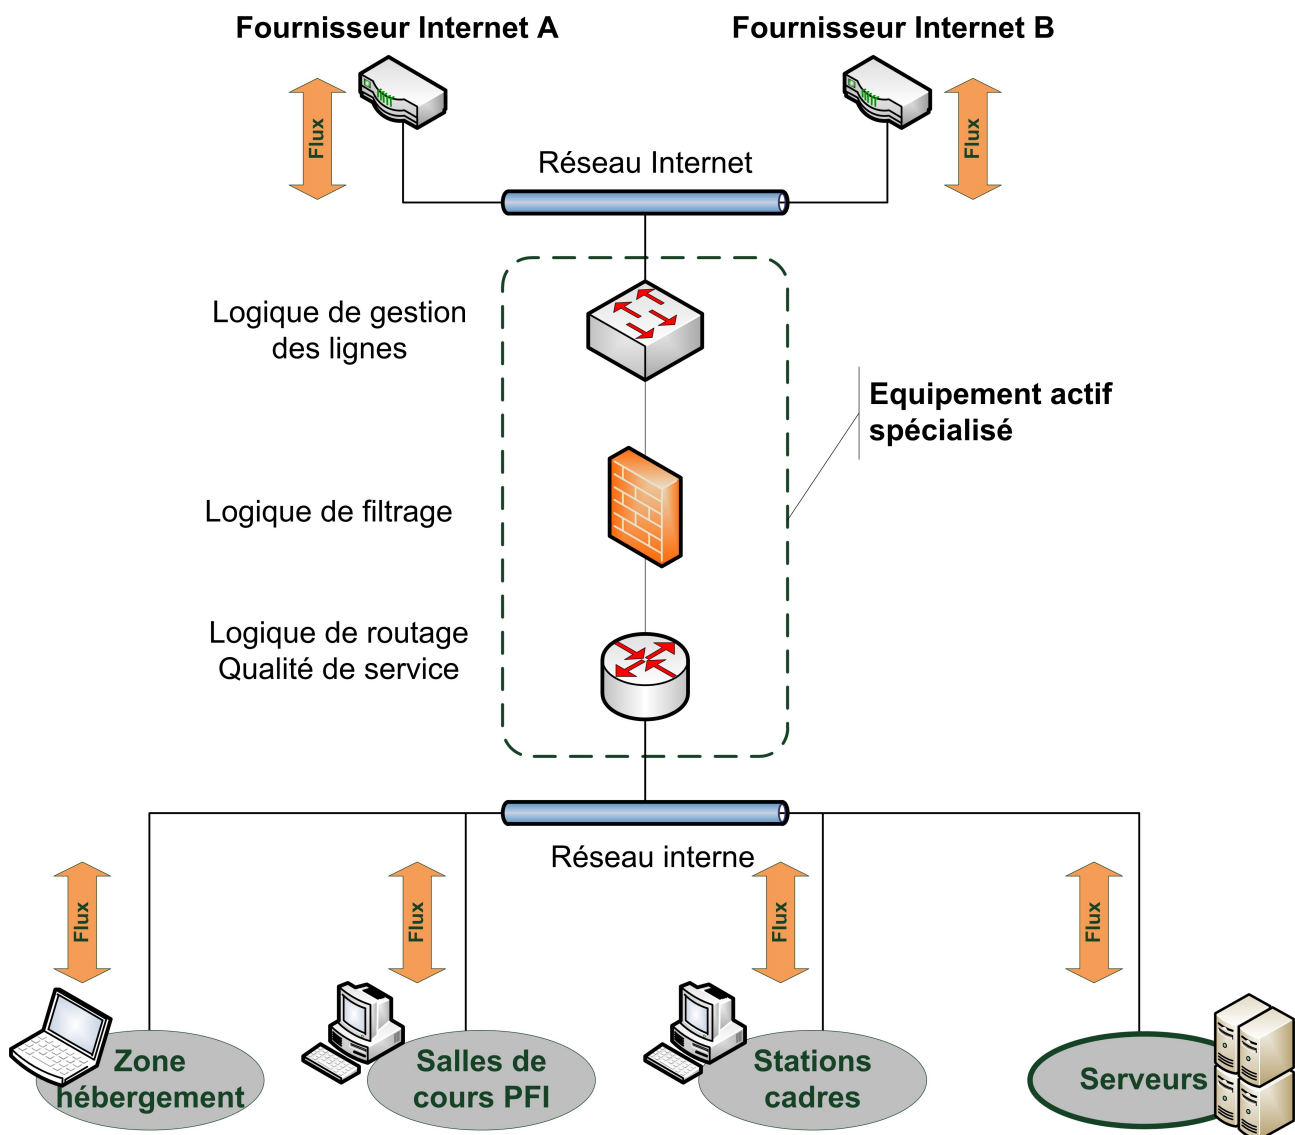 Fournisseur Internet A
Fournisseur Internet B
Flux
Flux
Réseau Internet
Logique de gestion
des lignes
Equipement actif
spécialisé
Logique de filtrage
Logique de routage
Qualité de service
Réseau interne
Flux
Flux
Flux
Flux
Zone
hébergement
Salles de
cours PFI
Stations
cadres
Serveurs